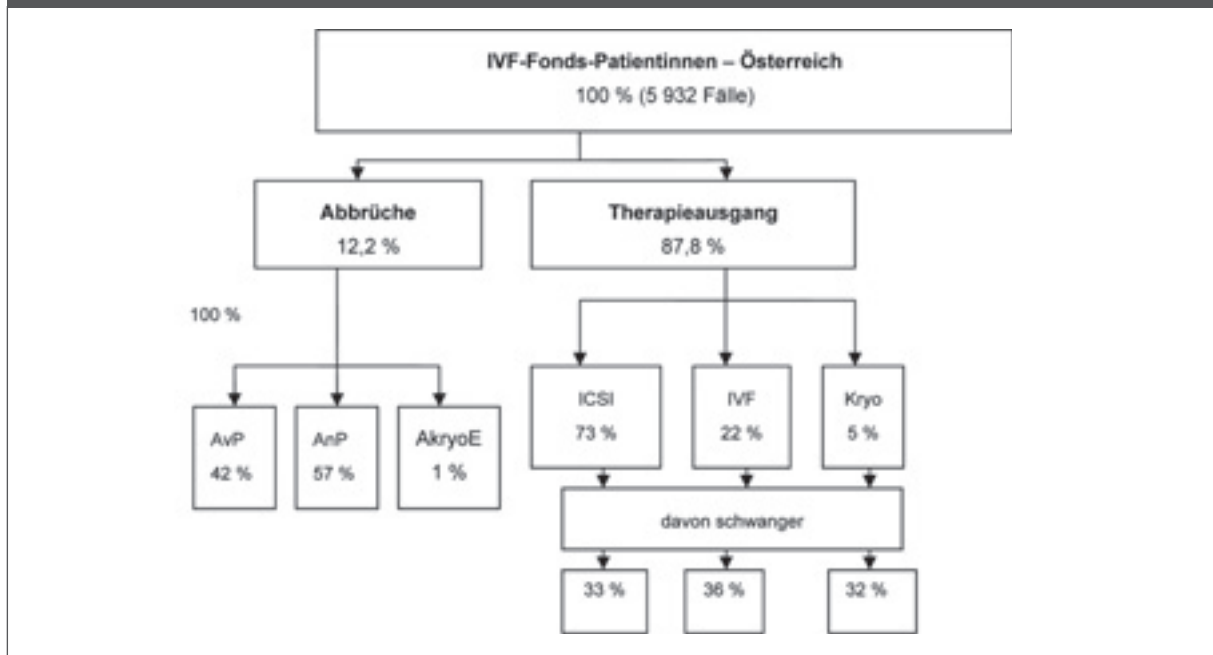 IVF-Fonds-Patientinnen – Österreich
100 % (5 932 Fälle)
Abbrüche
12,2 %
Therapieausgang
87,8 %
100 %
AvP
42 %
AnP
57 %
AkryoE
1 %
ICSI
73 %
IVF
22 %
Kryo
5 %
davon schwanger
33 %
36 %
32 %